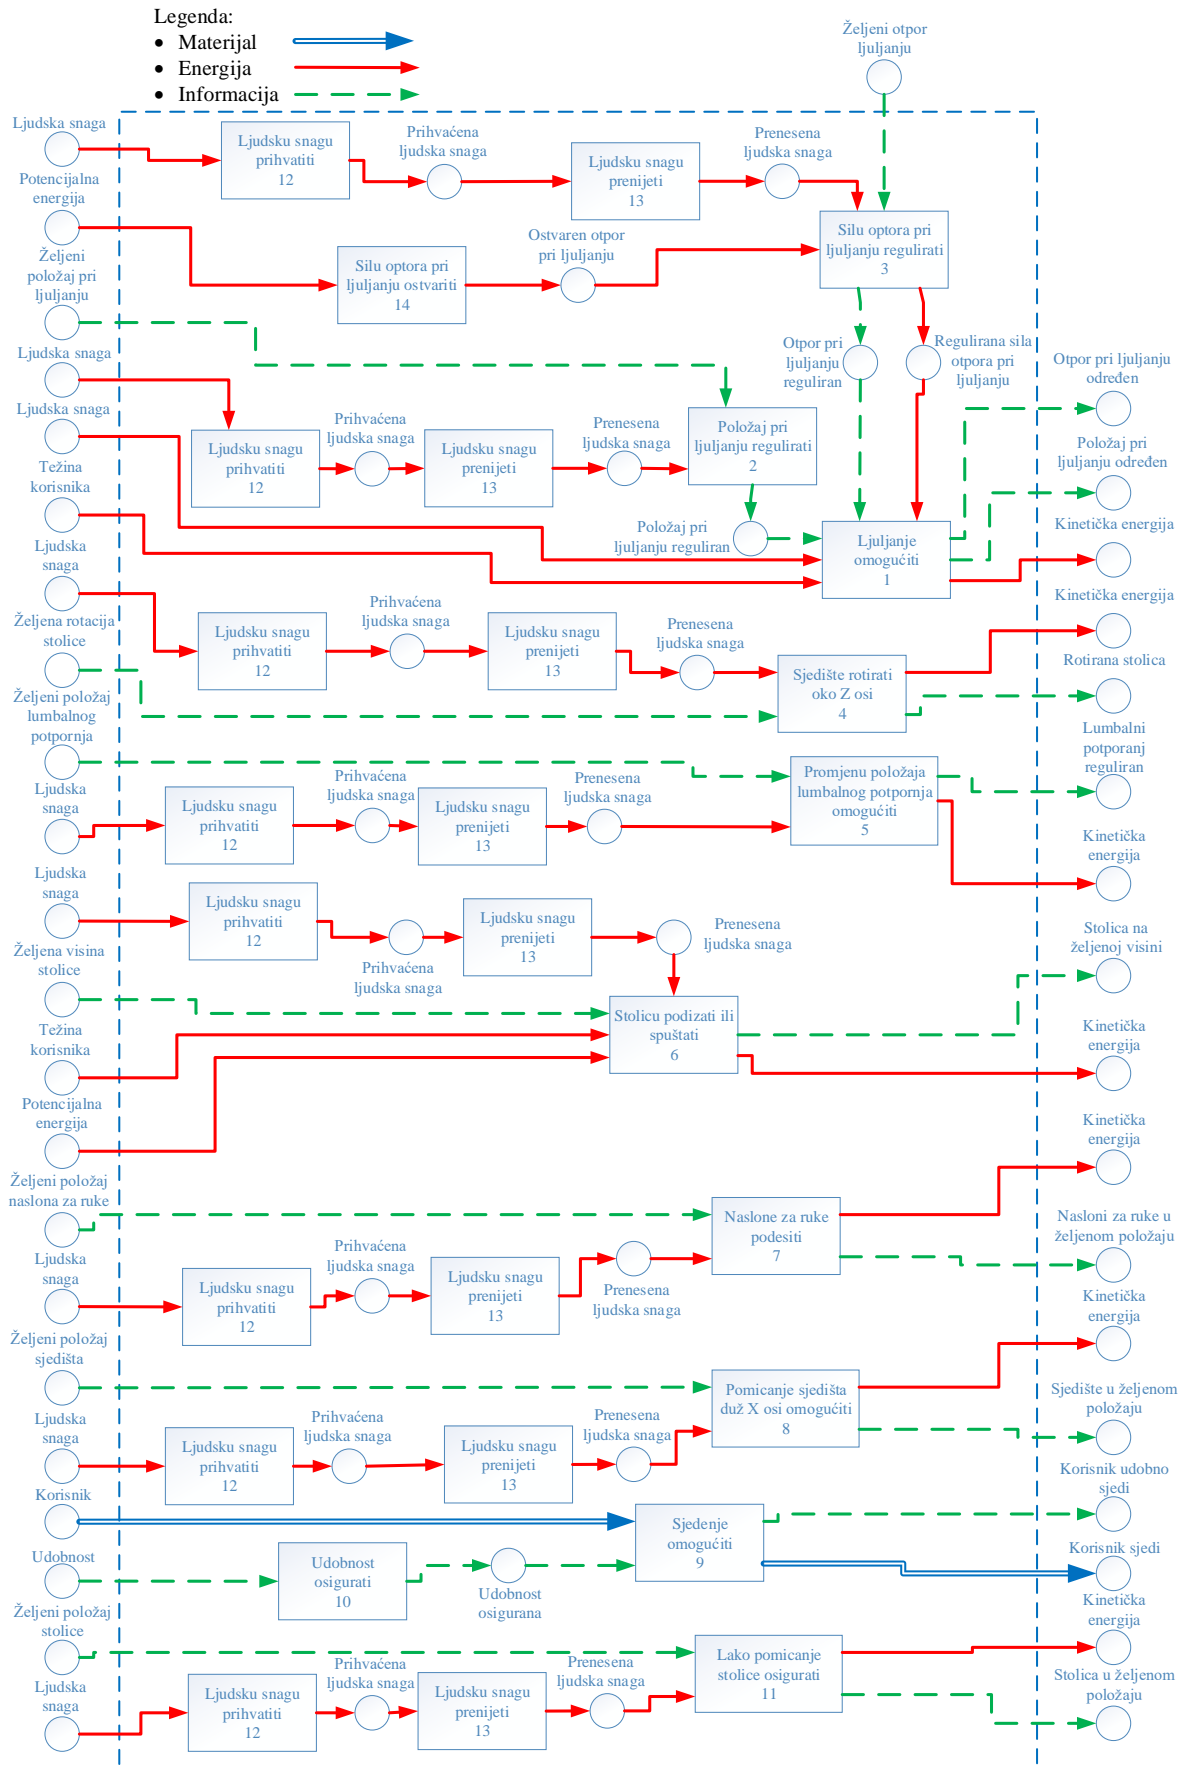 Legenda:
• Materijal
• Energija
• Informacija
Željeni otpor
ljuljanju
Ljudska snaga
Ljudsku snagu
prihvatiti
12
Prihvaćena
ljudska snaga
Ljudsku snagu
prenijeti
13
Prenesena
ljudska snaga
Potencijalna
energija
Silu optora pri
ljuljanju ostvariti
14
Ostvaren otpor
pri ljuljanju
Silu optora pri
ljuljanju regulirati
3
Željeni
položaj pri
ljuljanju
Otpor pri
ljuljanju
reguliran
Regulirana sila
otpora pri
ljuljanju
Otpor pri ljuljanju
određen
Ljudska snaga
Ljudska snaga
Ljudsku snagu
prihvatiti
12
Prihvaćena
ljudska snaga
Ljudsku snagu
prenijeti
13
Prenesena
ljudska snaga
Položaj pri
ljuljanju regulirati
2
Položaj pri
ljuljanju određen
Težina
korisnika
Položaj pri
ljuljanju reguliran
Ljuljanje
omogućiti
1
Kinetička energija
Ljudska
snaga
Ljudsku snagu
prihvatiti
12
Prihvaćena
ljudska snaga
Ljudsku snagu
prenijeti
13
Prenesena
ljudska snaga
Sjedište rotirati
oko Z osi
4
Kinetička energija
Željena rotacija
stolice
Rotirana stolica
Željeni položaj
lumbalnog
potpornja
Promjenu položaja
lumbalnog potpornja
omogućiti
5
Lumbalni
potporanj
reguliran
Ljudska
snaga
Ljudsku snagu
prihvatiti
12
Prihvaćena
ljudska snaga
Ljudsku snagu
prenijeti
13
Prenesena
ljudska snaga
Kinetička
energija
Ljudska
snaga
Ljudsku snagu
prihvatiti
12
Prihvaćena
ljudska snaga
Ljudsku snagu
prenijeti
13
Prenesena
ljudska snaga
Stolica na
željenoj visini
Željena visina
stolice
Stolicu podizati ili
spuštati
6
Težina
korisnika
Kinetička
energija
Potencijalna
energija
Kinetička
energija
Željeni položaj
naslona za ruke
Naslone za ruke
podesiti
7
Nasloni za ruke u
željenom položaju
Ljudska
snaga
Ljudsku snagu
prihvatiti
12
Prihvaćena
ljudska snaga
Ljudsku snagu
prenijeti
13
Prenesena
ljudska snaga
Kinetička
energija
Željeni položaj
sjedišta
Pomicanje sjedišta
duž X osi omogućiti
8
Sjedište u željenom
položaju
Ljudska
snaga
Ljudsku snagu
prihvatiti
12
Prihvaćena
ljudska snaga
Ljudsku snagu
prenijeti
13
Prenesena
ljudska snaga
Korisnik udobno
sjedi
Korisnik
Sjedenje
omogućiti
9
Korisnik sjedi
Udobnost
Udobnost
osigurati
10
Udobnost
osigurana
Kinetička
energija
Željeni položaj
stolice
Lako pomicanje
stolice osigurati
11
Stolica u željenom
položaju
Ljudska
snaga
Ljudsku snagu
prihvatiti
12
Prihvaćena
ljudska snaga
Ljudsku snagu
prenijeti
13
Prenesena
ljudska snaga